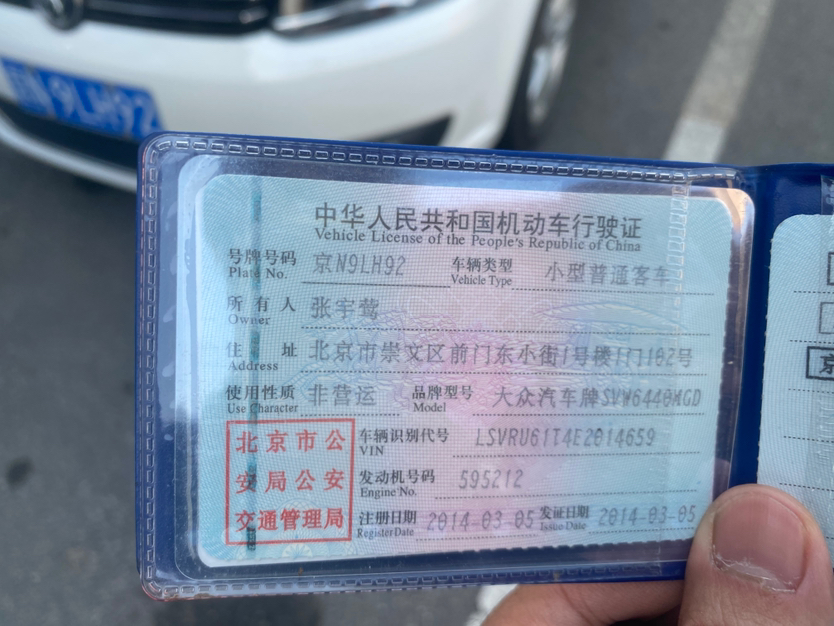 N9LH92
中华人民共和国机动车行驶证
Vehicle License of the People's Republic of China
号牌号码 京N9LH92 车辆类型 小型普通客车
Plate No. Vehicle Type
所有人 张宇莺
Owner
住址 北京市崇文区前门东小街1号楼1门1102号
Address
使用性质 非营运 品牌型号 大众汽车牌SVW6440MGD
Use Character Model
北京市公
安局公安
交通管理局
车辆识别代号 LSVRU61T4E2014659
VIN
发动机号码 595212
Engine No.
注册日期 2014-03-05 发证日期 2014-03-05
Register Date Issue Date
京